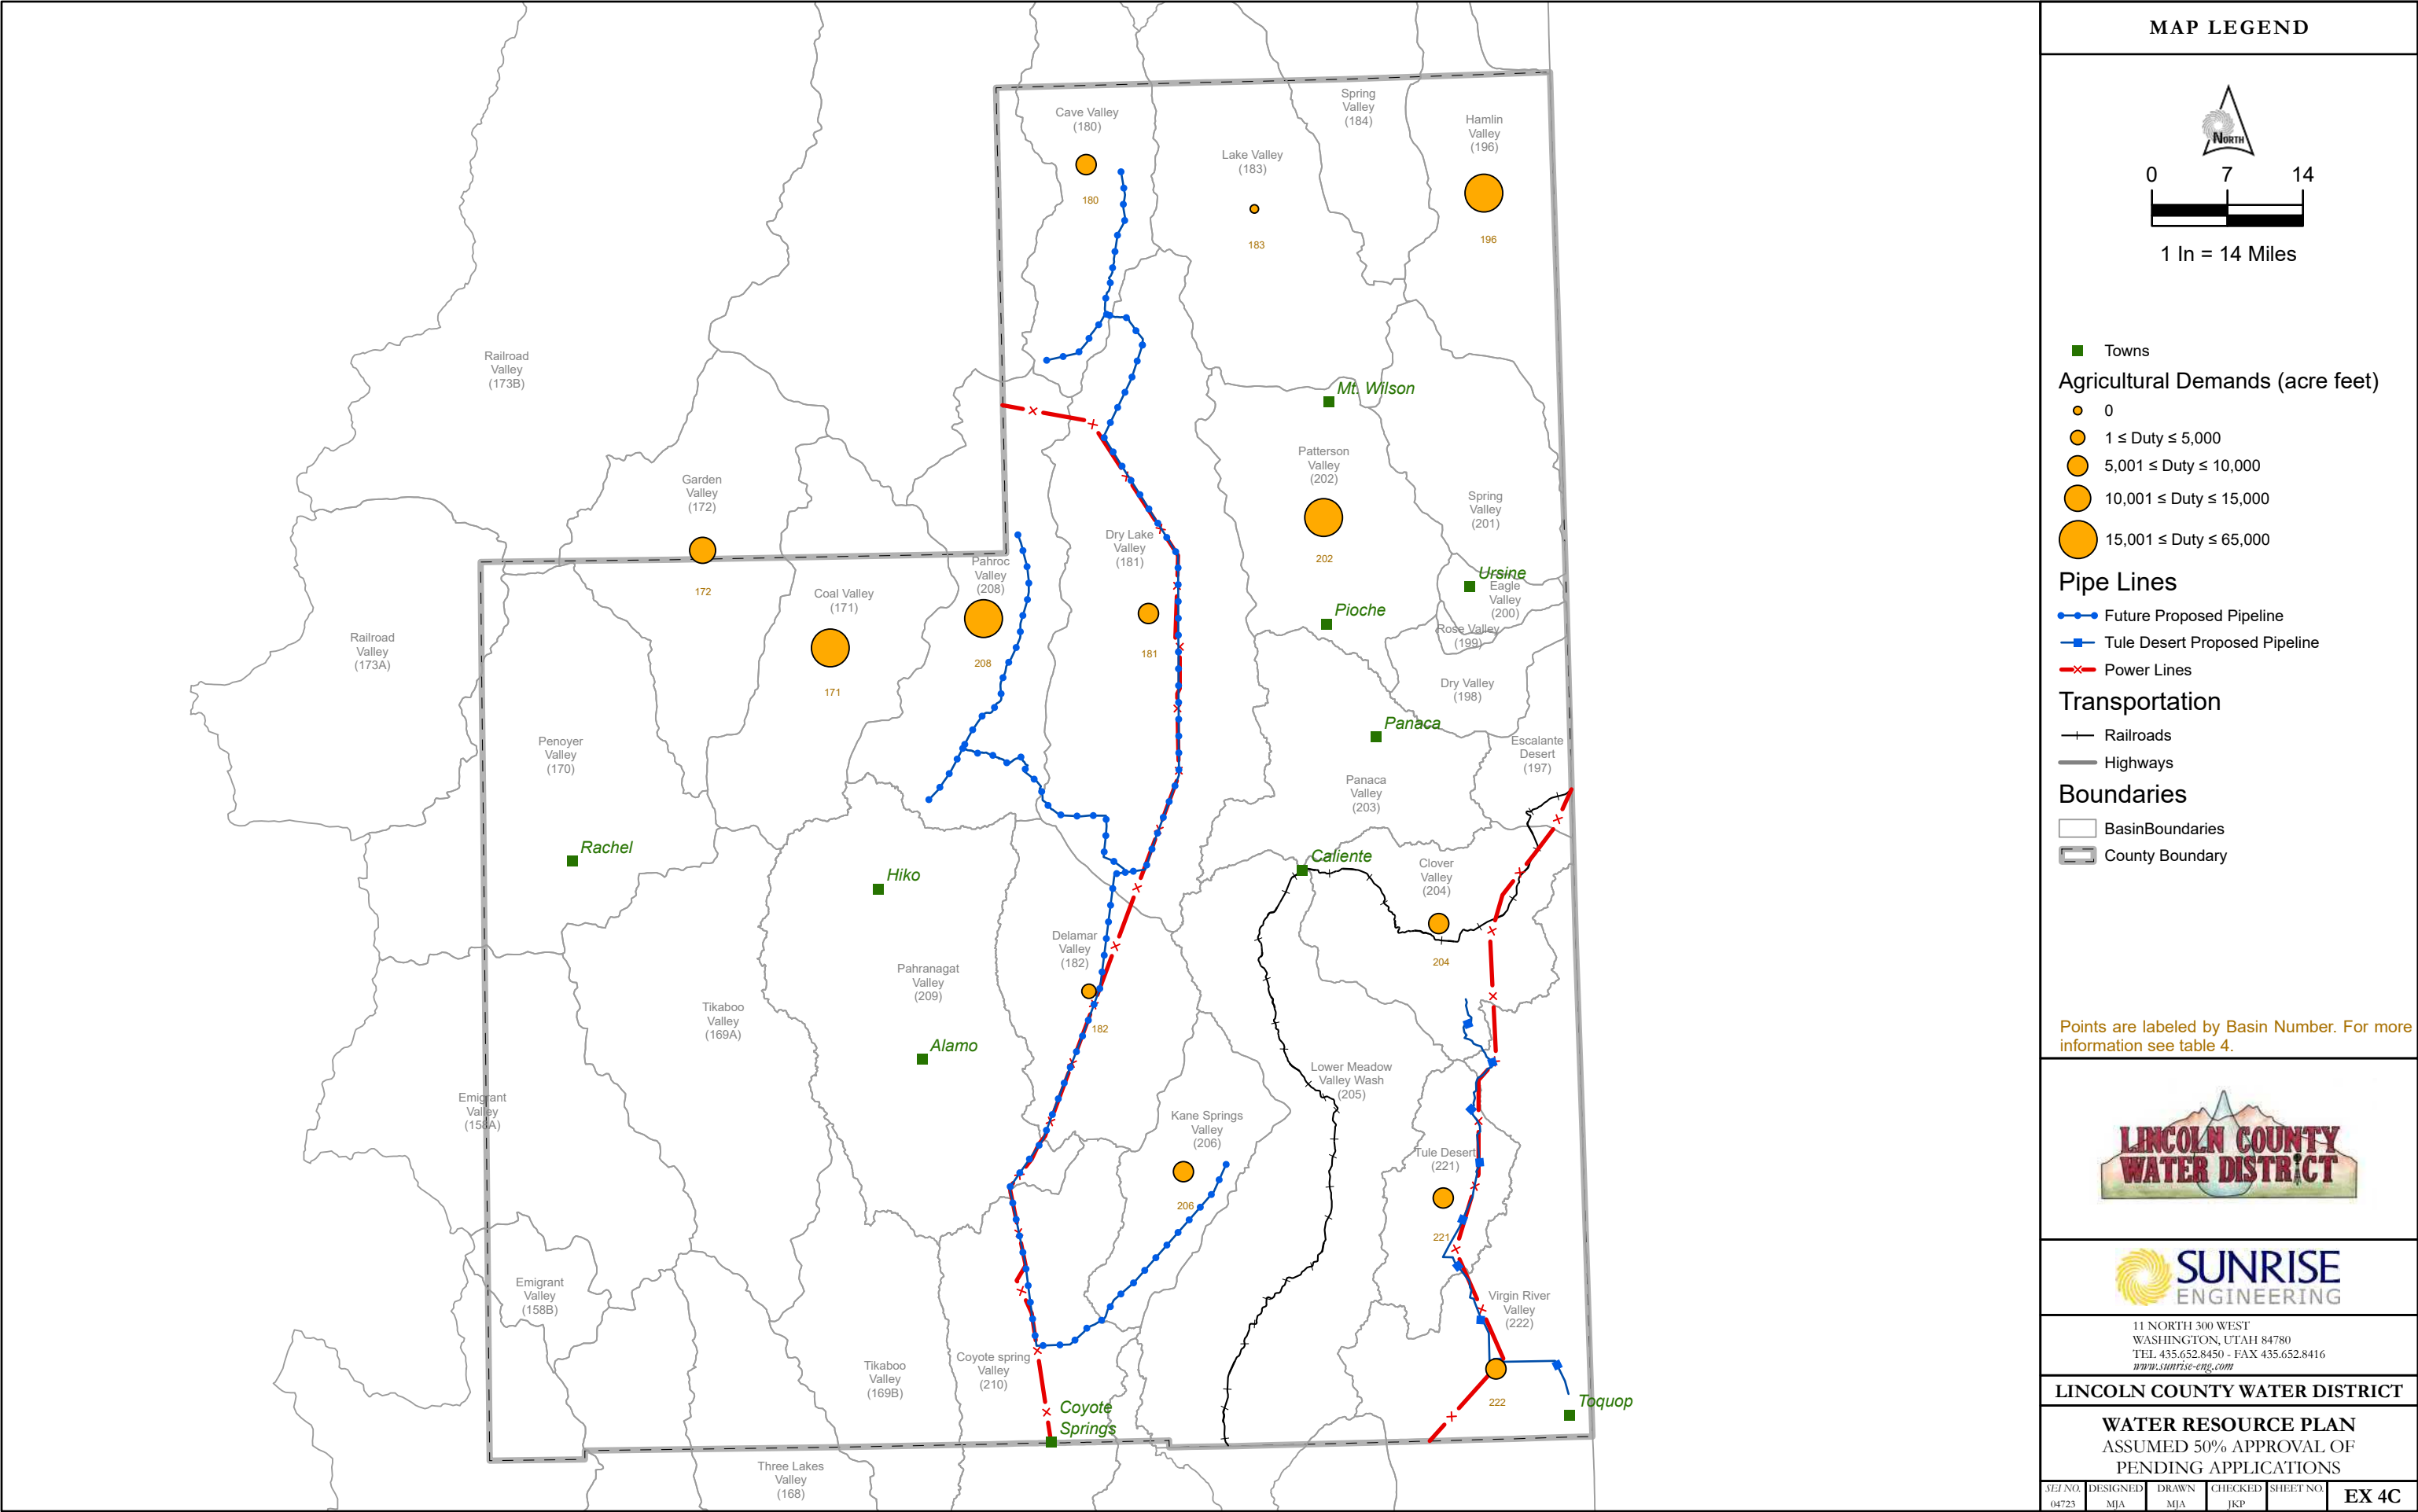 Cave Valley
(180)
180
Lake Valley
(183)
183
Spring
Valley
(184)
Hamlin
Valley
(196)
196
Railroad
Valley
(173B)
Mt. Wilson
Garden
Valley
(172)
172
Patterson
Valley
(202)
202
Spring
Valley
(201)
Dry Lake
Valley
(181)
181
Pahroc
Valley
(208)
208
Coal Valley
(171)
171
Ursine
Eagle
Valley
(200)
Pioche
Rose Valley
(199)
Railroad
Valley
(173A)
Dry Valley
(198)
Panaca
Penoyer
Valley
(170)
Escalante
Desert
(197)
Panaca
Valley
(203)
Rachel
Hiko
Caliente
Clover
Valley
(204)
204
Delamar
Valley
(182)
182
Pahranagat
Valley
(209)
Tikaboo
Valley
(169A)
Alamo
Lower Meadow
Valley Wash
(205)
Emigrant
Valley
(158A)
Kane Springs
Valley
(206)
206
Tule Desert
(221)
221
Emigrant
Valley
(158B)
Virgin River
Valley
(222)
222
Tikaboo
Valley
(169B)
Coyote spring
Valley
(210)
Coyote
Springs
Toquop
Three Lakes
Valley
(168)
MAP LEGEND
NORTH
0 7 14
1 In = 14 Miles
Towns
Agricultural Demands (acre feet)
0
1 ≤ Duty ≤ 5,000
5,001 ≤ Duty ≤ 10,000
10,001 ≤ Duty ≤ 15,000
15,001 ≤ Duty ≤ 65,000
Pipe Lines
Future Proposed Pipeline
Tule Desert Proposed Pipeline
Power Lines
Transportation
Railroads
Highways
Boundaries
BasinBoundaries
County Boundary
Points are labeled by Basin Number. For more
information see table 4.
LINCOLN COUNTY
WATER DISTRICT
SUNRISE
ENGINEERING
11 NORTH 300 WEST
WASHINGTON, UTAH 84780
TEL 435.652.8450 - FAX 435.652.8416
www.sunrise-eng.com
LINCOLN COUNTY WATER DISTRICT
WATER RESOURCE PLAN
ASSUMED 50% APPROVAL OF
PENDING APPLICATIONS
SEI NO. DESIGNED DRAWN CHECKED SHEET NO.
04723 MJA MJA JKP EX 4C